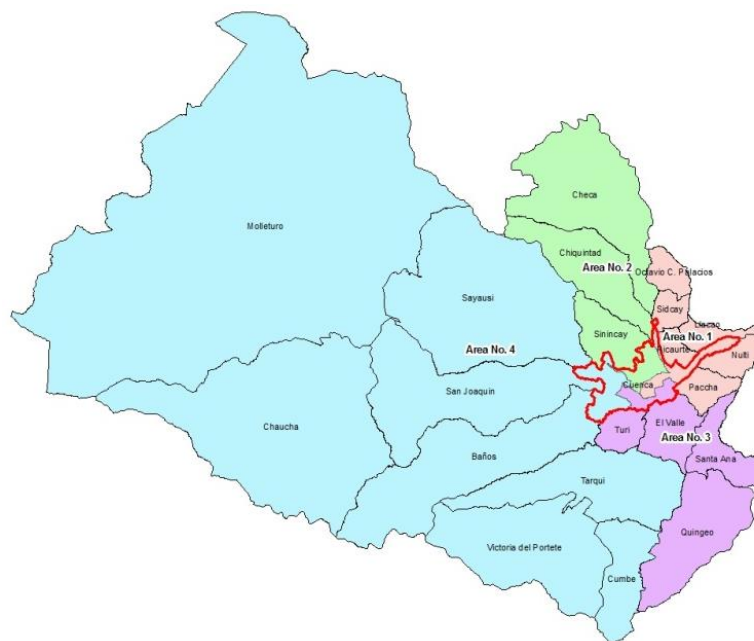 Checa
Molleturo
Chiquintad
Area No. 2
Octavio C. Palacios
Sayausi
Sidcay
Llacao
Sinincay
Area No. 1
Ricaurte
Area No. 4
Nulti
San Joaquin
Cuenca
Paccha
Chaucha
Turi
El Valle
Area No. 3
Baños
Santa Ana
Tarqui
Quingeo
Victoria del Portete
Cumbe